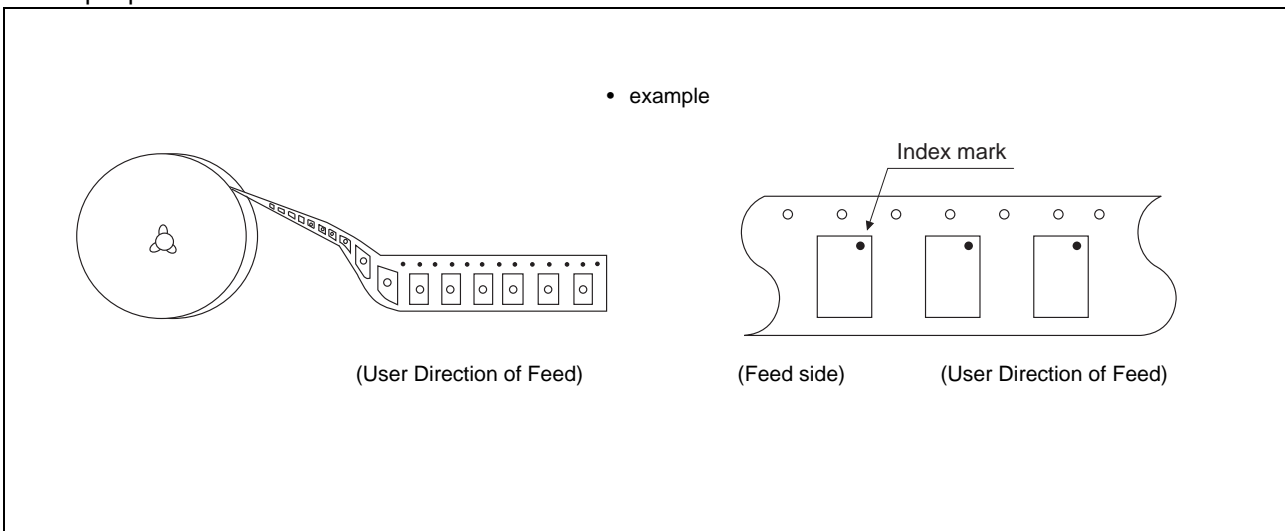 • example
Index mark
(User Direction of Feed)
(Feed side)
(User Direction of Feed)